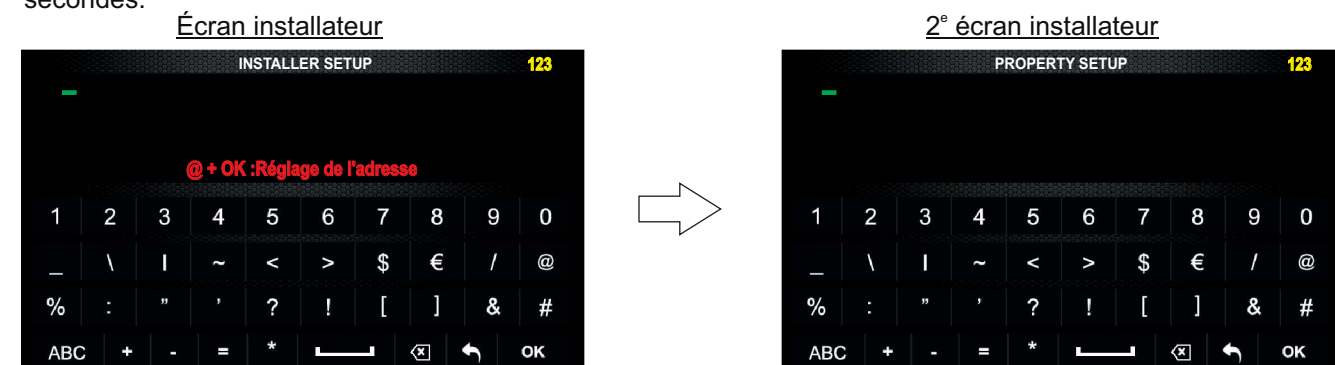 secondes.
Écran installateur
INSTALLER SETUP 123
@ + OK :Réglage de l'adresse
1 2 3 4 5 6 7 8 9 0
_ \ | ~ < > $ € / @
% : " ' ? ! [ ] & #
ABC + - = * OK
2e écran installateur
PROPERTY SETUP 123
1 2 3 4 5 6 7 8 9 0
_ \ | ~ < > $ € / @
% : " ' ? ! [ ] & #
ABC + - = * OK